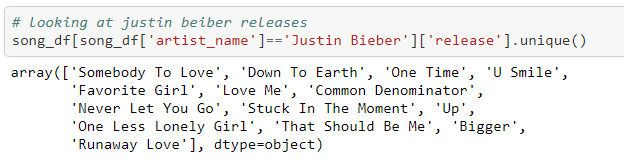 # looking at justin beiber releases
song_df[song_df['artist_name']=='Justin Bieber']['release'].unique()
array(['Somebody To Love', 'Down To Earth', 'One Time', 'U Smile',
'Favorite Girl', 'Love Me', 'Common Denominator',
'Never Let You Go', 'Stuck In The Moment', 'Up',
'One Less Lonely Girl', 'That Should Be Me', 'Bigger',
'Runaway Love'], dtype=object)